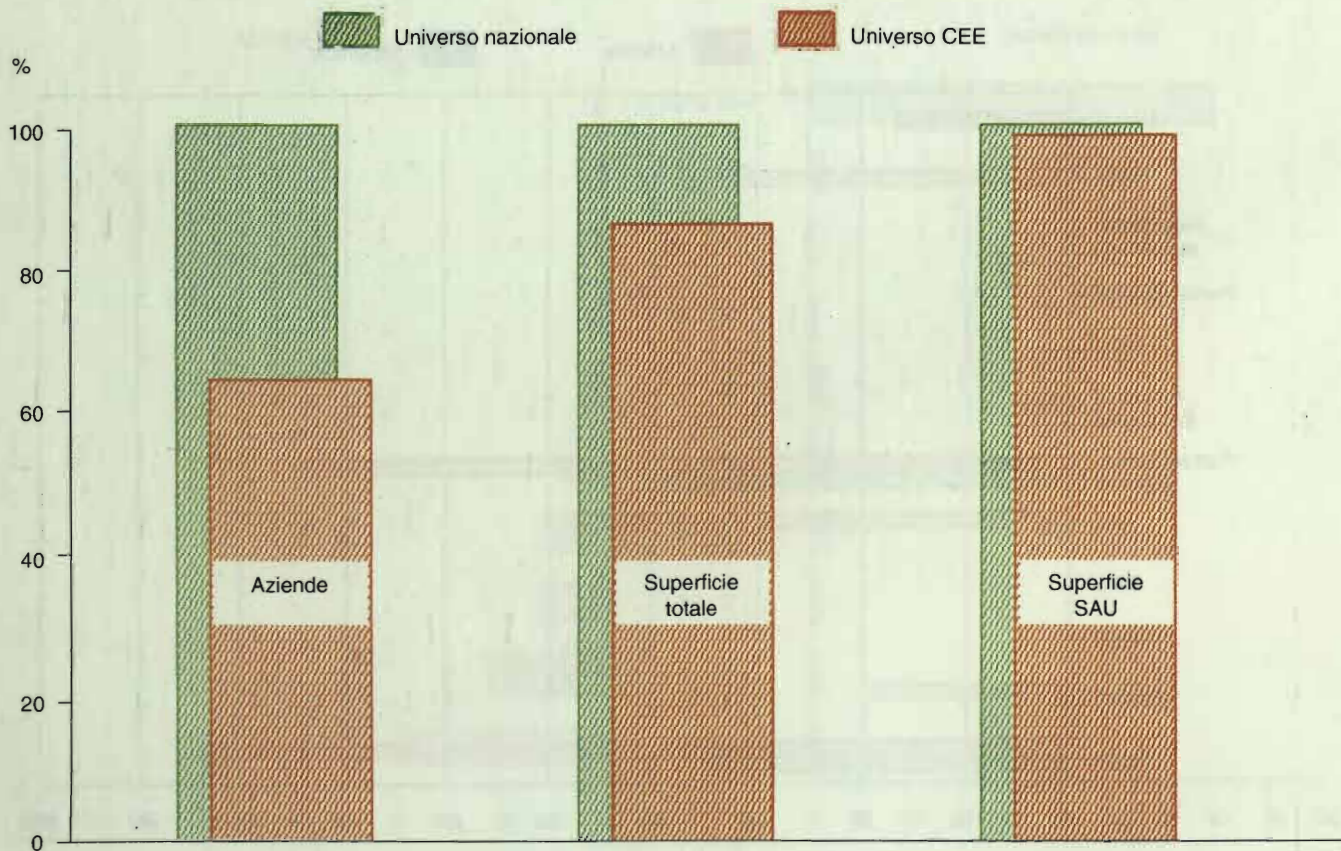 Universo nazionale
Universo CEE
%
100
80
60
40
20
0
Aziende
Superficie
totale
Superficie
SAU